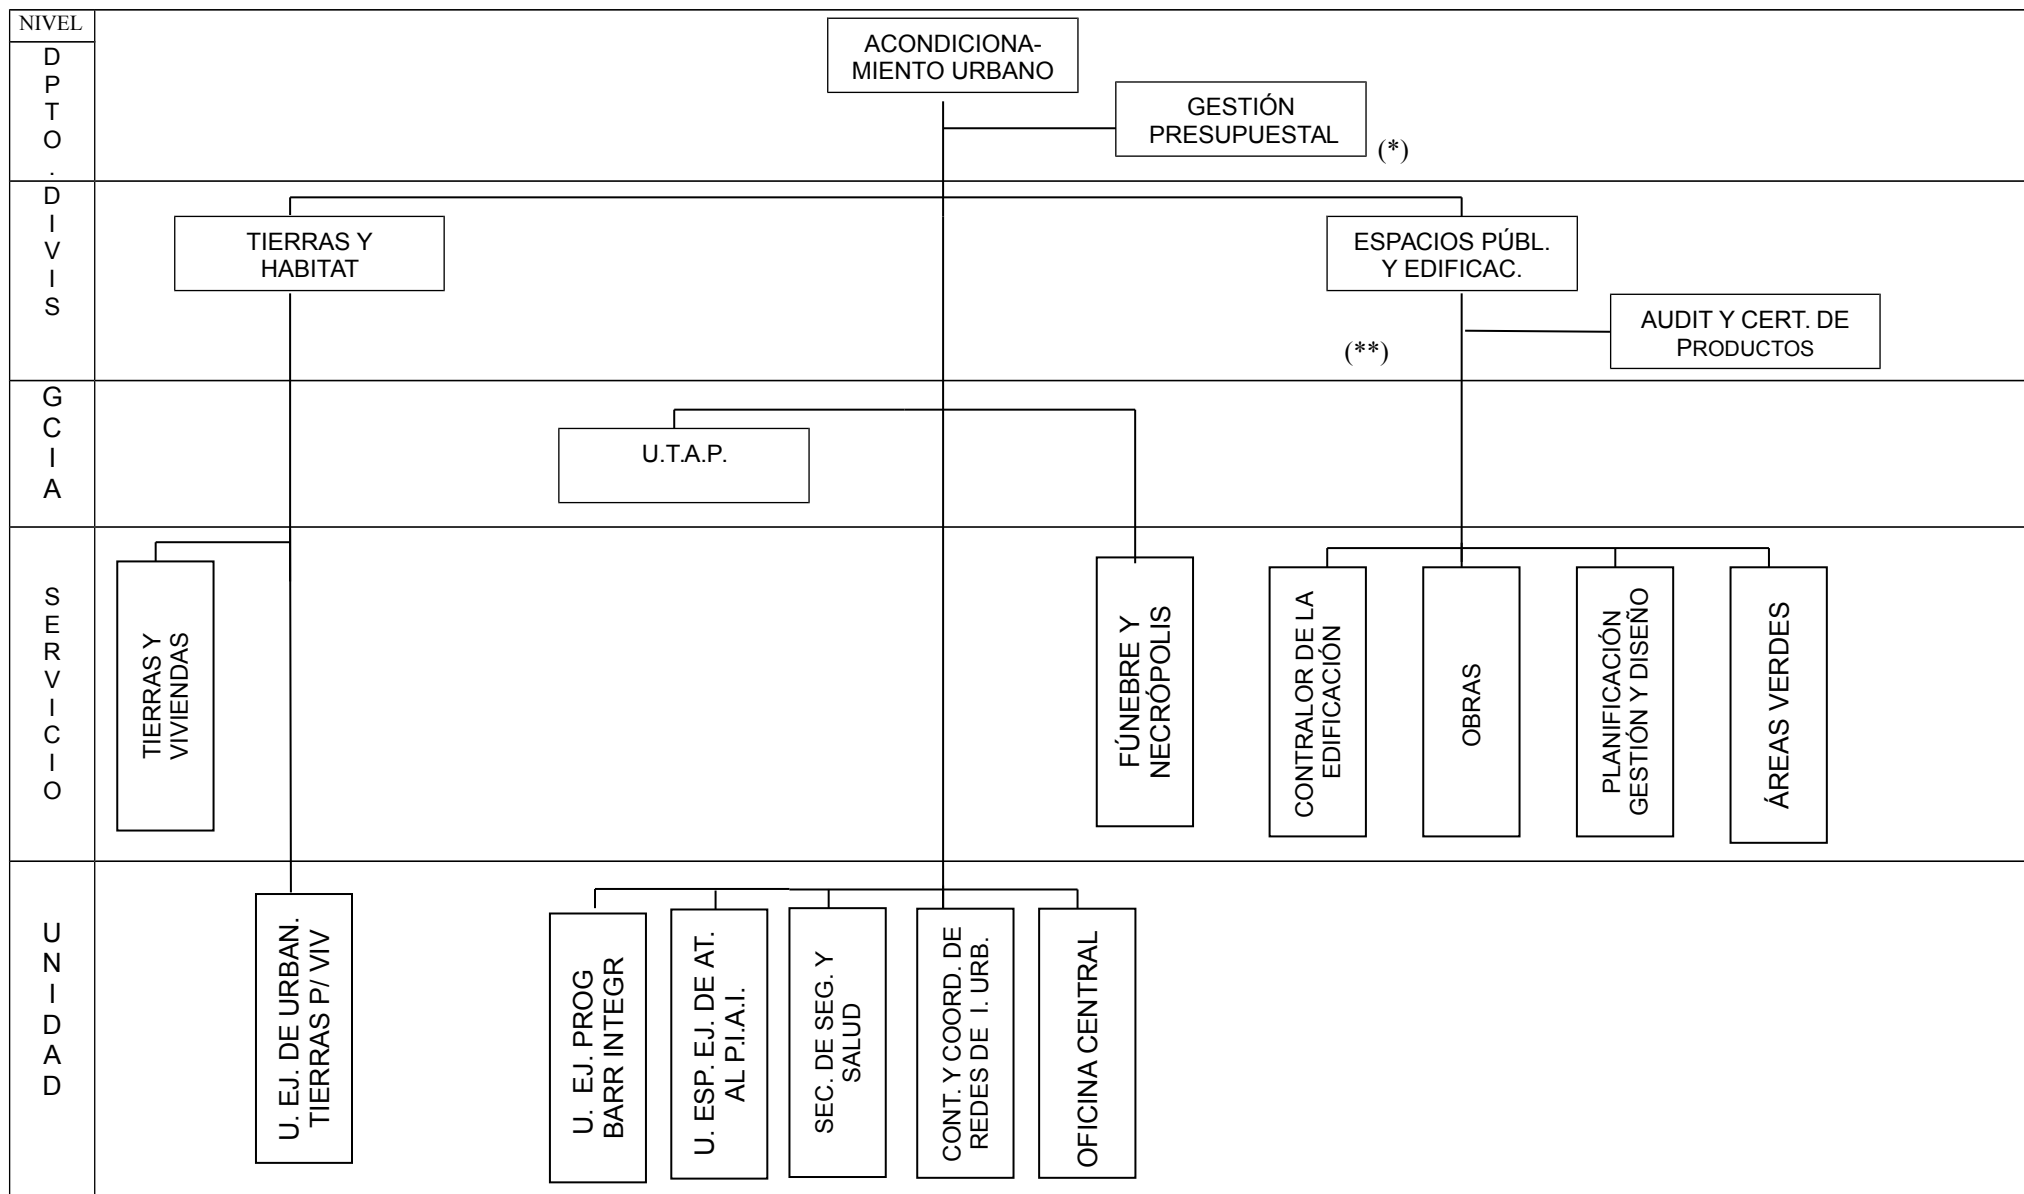 NIVEL
D
P
T
O
.
ACONDICIONA-
MIENTO URBANO
GESTIÓN
PRESUPUESTAL
(*)
D
I
V
I
S
TIERRAS Y
HABITAT
ESPACIOS PÚBL.
Y EDIFICAC.
AUDIT Y CERT. DE
PRODUCTOS
(**)
G
C
I
A
U.T.A.P.
S
E
R
V
I
C
I
O
TIERRAS Y
VIVIENDAS
FÚNEBRE Y
NECRÓPOLIS
CONTRALOR DE LA
EDIFICACIÓN
OBRAS
PLANIFICACIÓN
GESTIÓN Y DISEÑO
ÁREAS VERDES
U
N
I
D
A
D
U. EJ. DE URBAN.
TIERRAS P/ VIV
U. EJ. PROG
BARR INTEGR
U. ESP. EJ. DE AT.
AL P.I.A.I.
SEC. DE SEG. Y
SALUD
CONT. Y COORD. DE
REDES DE I. URB.
OFICINA CENTRAL